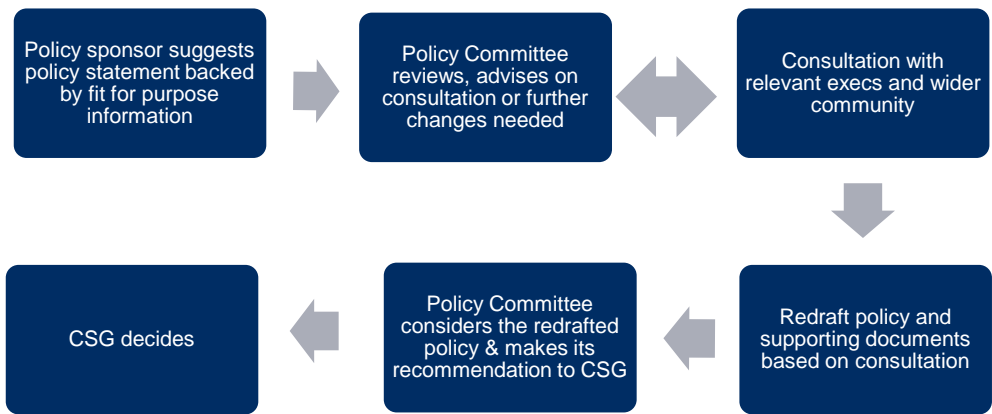 Policy sponsor suggests
policy statement backed
by fit for purpose
information
Policy Committee
reviews, advises on
consultation or further
changes needed
Consultation with
relevant execs and wider
community
Redraft policy and
supporting documents
based on consultation
Policy Committee
considers the redrafted
policy & makes its
recommendation to CSG
CSG decides